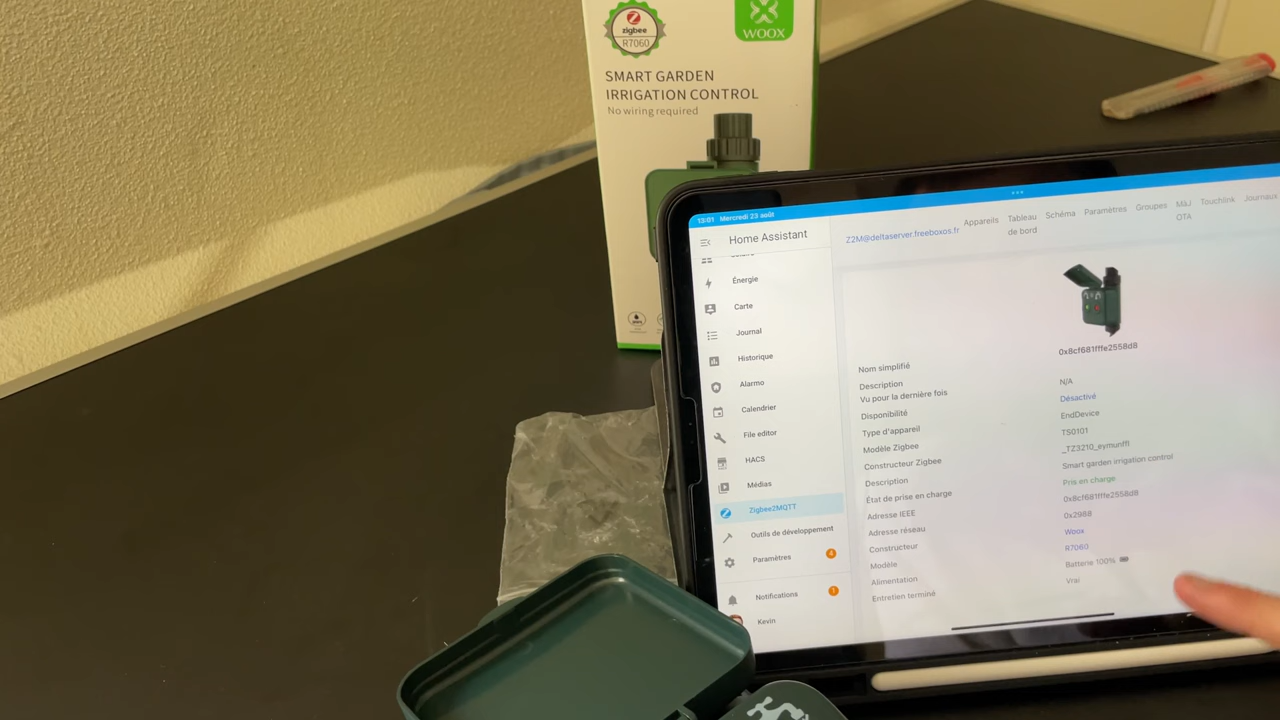 zigbee
R7060
WOOX
SMART GARDEN
IRRIGATION CONTROL
No wiring required
13:01 Mercredi 23 août
Home Assistant
Énergie
Carte
Journal
Historique
Alarmo
Calendrier
File editor
HACS
Médias
Zigbee2MQTT
Outils de développement
Paramètres 4
Notifications 1
Kevin
Z2M@deltaserver.freeboxos.fr Appareils Tableau de bord Schéma Paramètres Groupes MàJ OTA Touchlink Journaux
0x8cf681fffe2558d8
Nom simplifié
Description
Vu pour la dernière fois N/A
Disponibilité Désactivé
Type d'appareil EndDevice
Modèle Zigbee TS0101
Constructeur Zigbee _TZ3210_eymunffl
Description Smart garden irrigation control
État de prise en charge Pris en charge
Adresse IEEE 0x8cf681fffe2558d8
Adresse réseau 0x2988
Constructeur Woox
Modèle R7060
Alimentation Batterie 100%
Entretien terminé Vrai